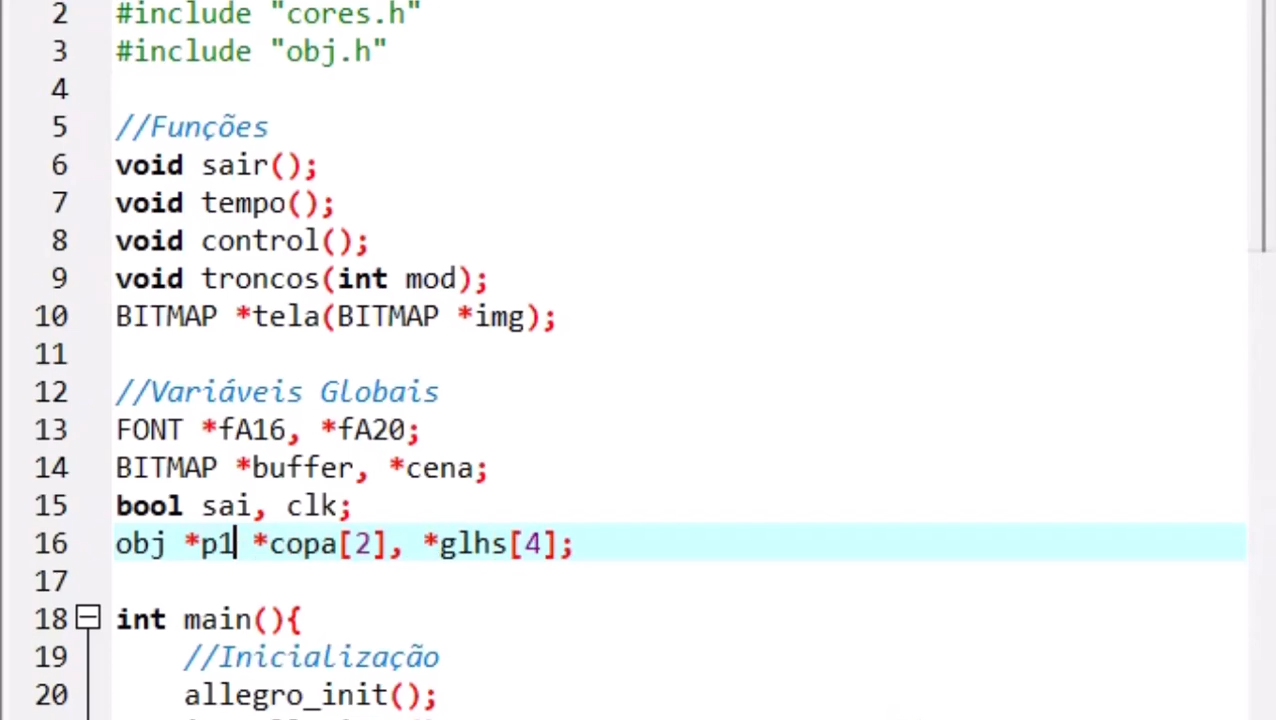 2 #include "cores.h"
3 #include "obj.h"
4
5 //Funções
6 void sair();
7 void tempo();
8 void control();
9 void troncos(int mod);
10 BITMAP *tela(BITMAP *img);
11
12 //Variáveis Globais
13 FONT *fA16, *fA20;
14 BITMAP *buffer, *cena;
15 bool sai, clk;
16 obj *p1 *copa[2], *glhs[4];
17
18 int main(){
19 //Inicialização
20 allegro_init();